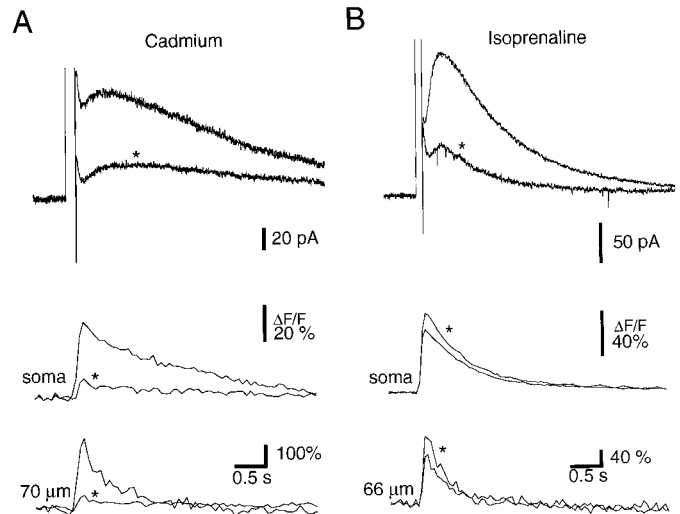 A
Cadmium
*
20 pA
ΔF/F
20 %
soma
*
100%
0.5 s
70 µm
*
B
Isoprenaline
*
50 pA
ΔF/F
40%
*
soma
*
40 %
0.5 s
66 µm